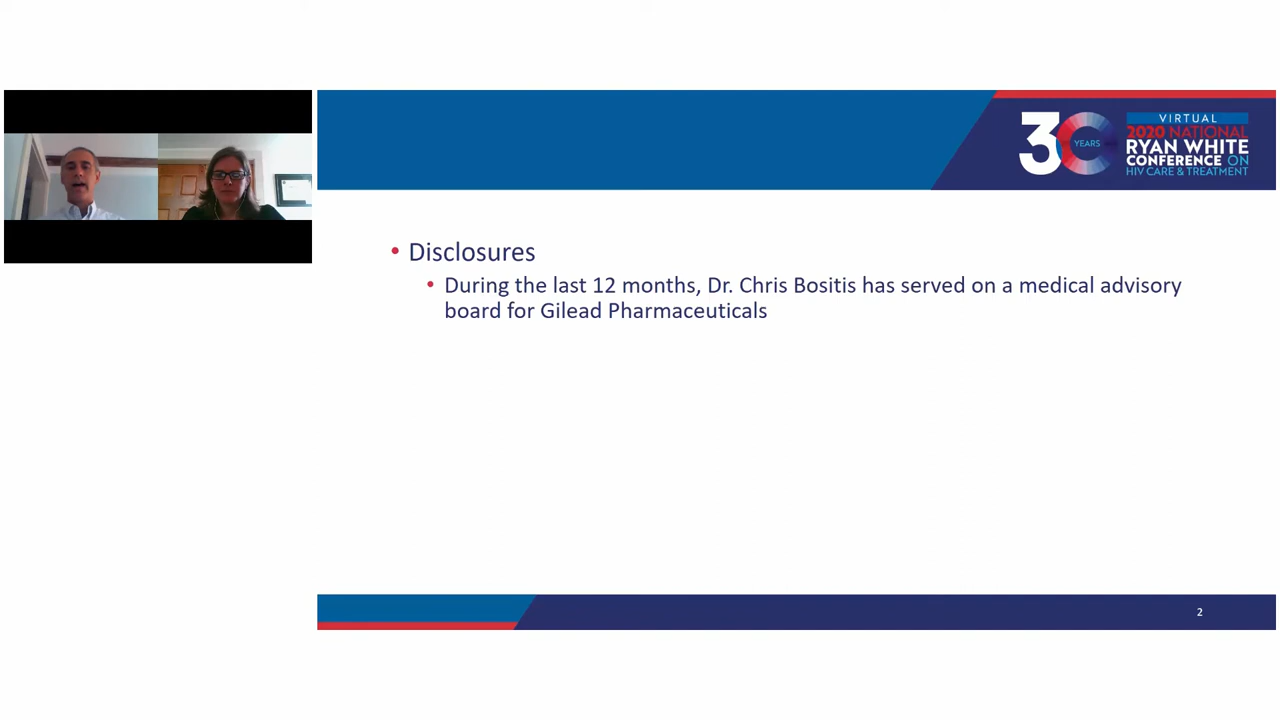 30 YEARS
VIRTUAL
2020 NATIONAL
RYAN WHITE
CONFERENCE ON
HIV CARE & TREATMENT
• Disclosures
• During the last 12 months, Dr. Chris Bositis has served on a medical advisory
board for Gilead Pharmaceuticals
2